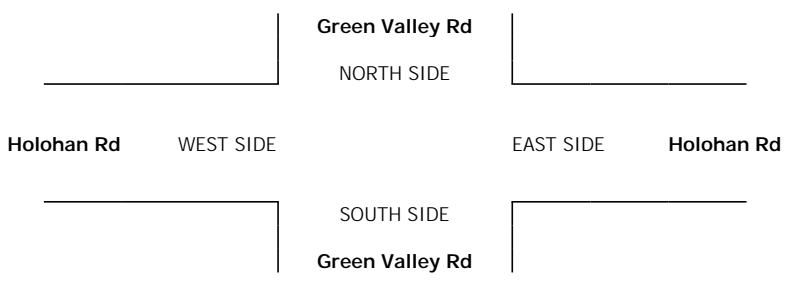 Green Valley Rd
NORTH SIDE
Holohan Rd WEST SIDE EAST SIDE Holohan Rd
SOUTH SIDE
Green Valley Rd